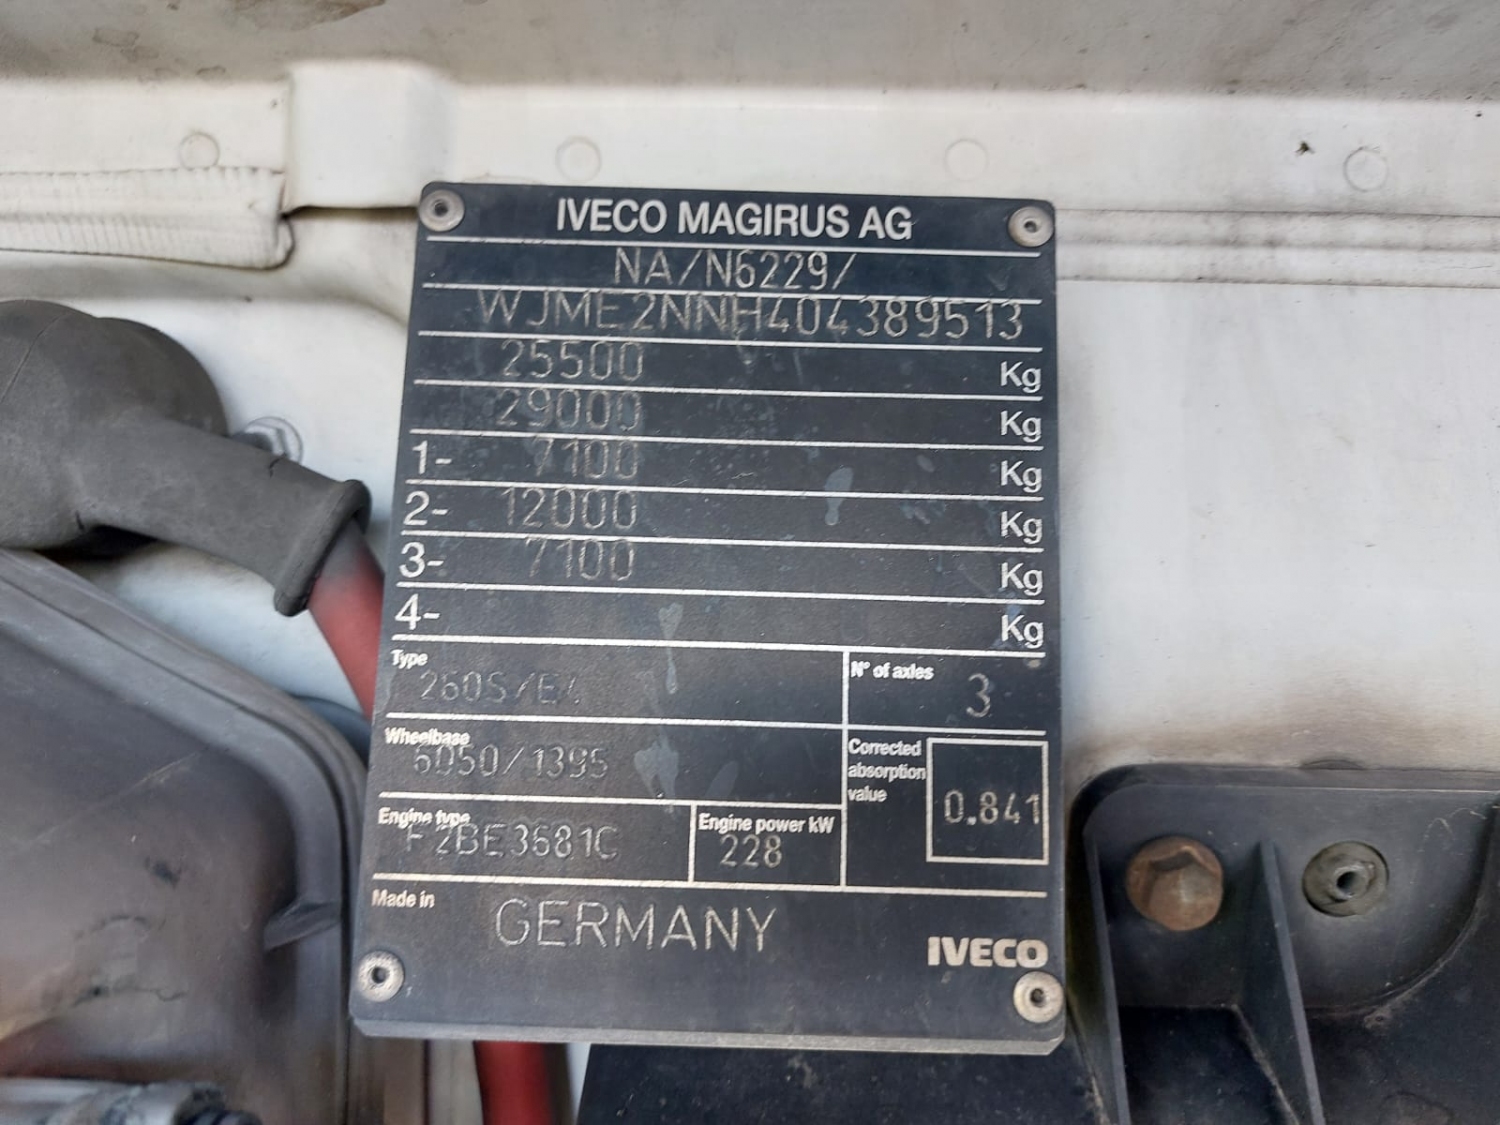 IVECO MAGIRUS AG
NA/N6229/
WJME2NNH404389513
25500 Kg
29000 Kg
1- 7100 Kg
2- 12000 Kg
3- 7100 Kg
4- Kg
Type
260S/E4
N° of axles
3
Wheelbase
6050/1395
Corrected
absorption
value
0.841
Engine type
F2BE3681C
Engine power kW
228
Made in
GERMANY
IVECO